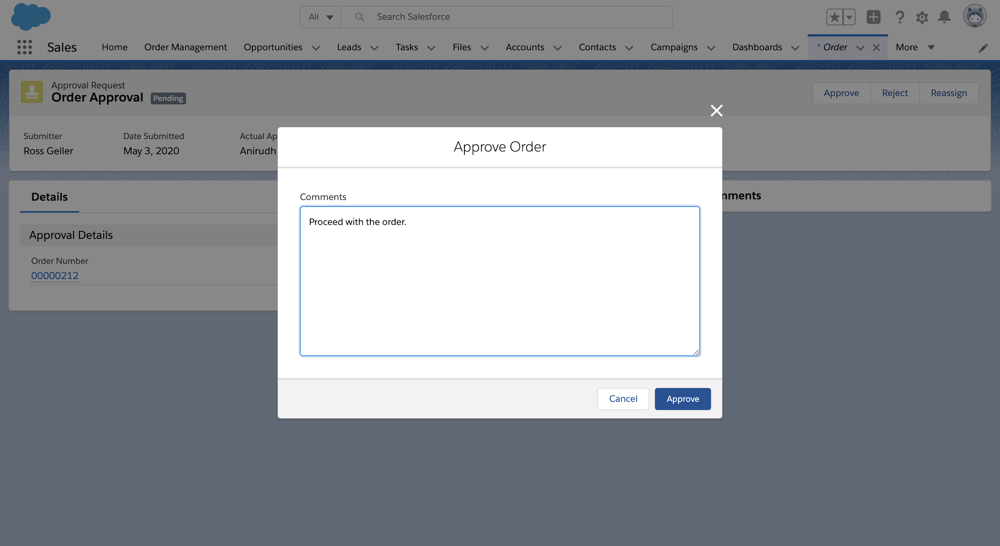 All Search Salesforce
Sales Home Order Management Opportunities Leads Tasks Files Accounts Contacts Campaigns Dashboards * Order More
Approval Request
Order Approval Pending
Approve Reject Reassign
Submitter Date Submitted Actual
Ross Geller May 3, 2020 Anirudh
Approve Order
Details
Comments
Proceed with the order.
Approval Details
Order Number
00000212
Cancel Approve